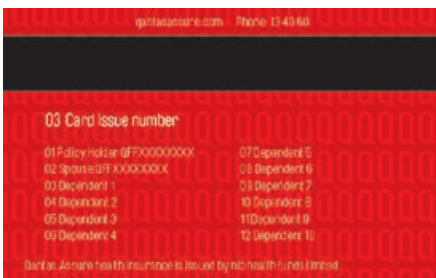 qantasassure.com Phone 13 49 60
03 Card Issue number
01 Policy Holder QFFXXXXXXXX
02 Spouse QFFXXXXXXXX
03 Dependent 1
04 Dependent 2
05 Dependent 3
06 Dependent 4
07 Dependent 5
08 Dependent 6
09 Dependent 7
10 Dependent 8
11 Dependent 9
12 Dependent 10
Qantas Assure health insurance is issued by nib health funds limited